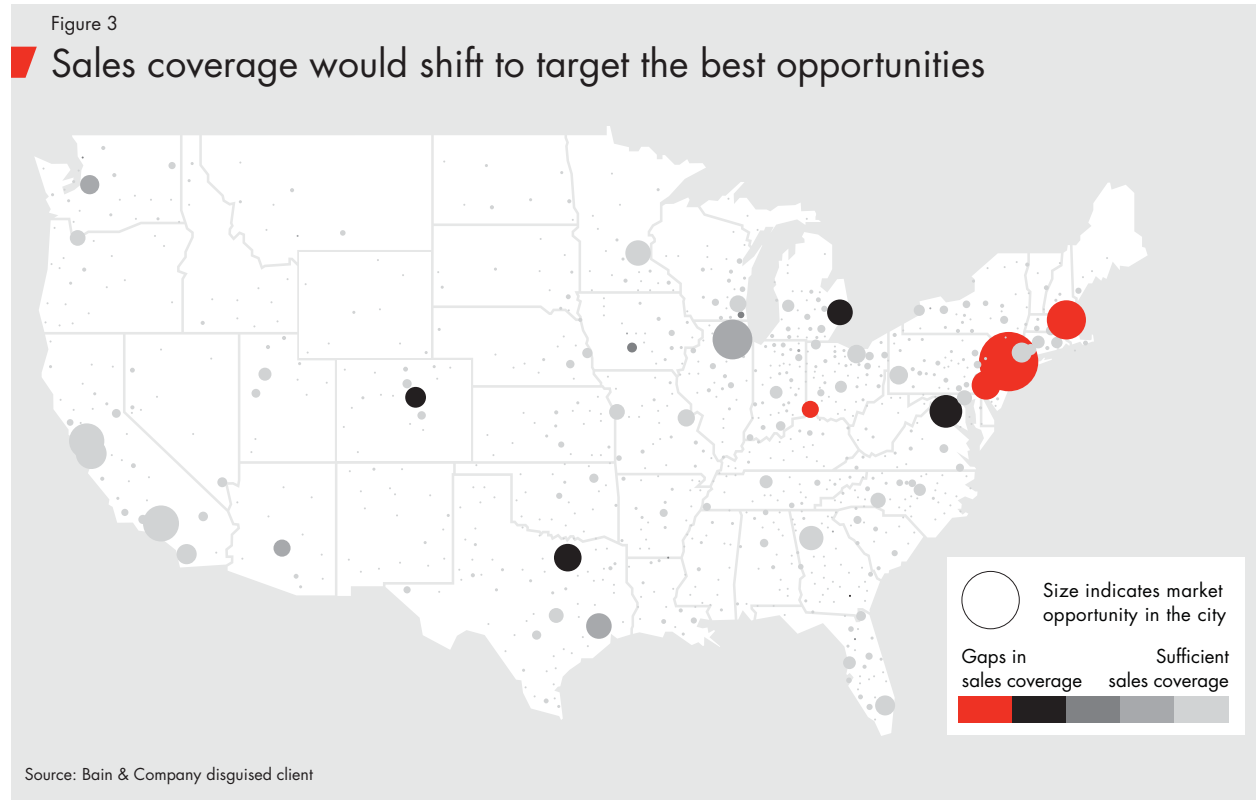 Figure 3
Sales coverage would shift to target the best opportunities
Size indicates market
opportunity in the city
Gaps in
sales coverage
Sufficient
sales coverage
Source: Bain & Company disguised client